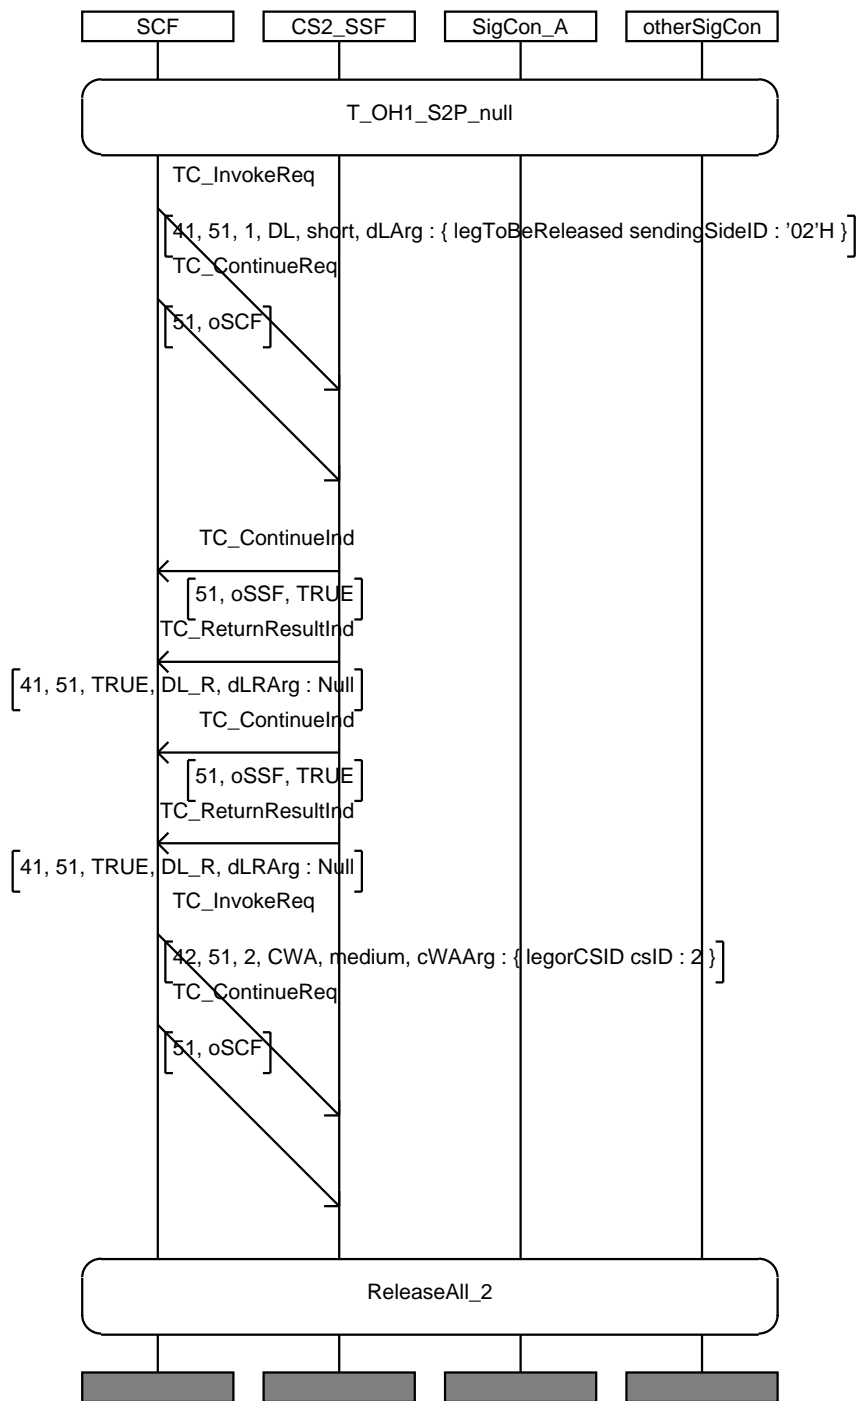 SCF CS2_SSF SigCon_A otherSigCon
T_OH1_S2P_null
TC_InvokeReq
41, 51, 1, DL, short, dLArg : { legToBeReleased sendingSideID : '02'H }
TC_ContinueReq
51, oSCF
TC_ContinueInd
51, oSSF, TRUE
TC_ReturnResultInd
41, 51, TRUE, DL_R, dLRArg : Null
TC_ContinueInd
51, oSSF, TRUE
TC_ReturnResultInd
41, 51, TRUE, DL_R, dLRArg : Null
TC_InvokeReq
42, 51, 2, CWA, medium, cWAArg : { legorCSID csID : 2 }
TC_ContinueReq
51, oSCF
ReleaseAll_2